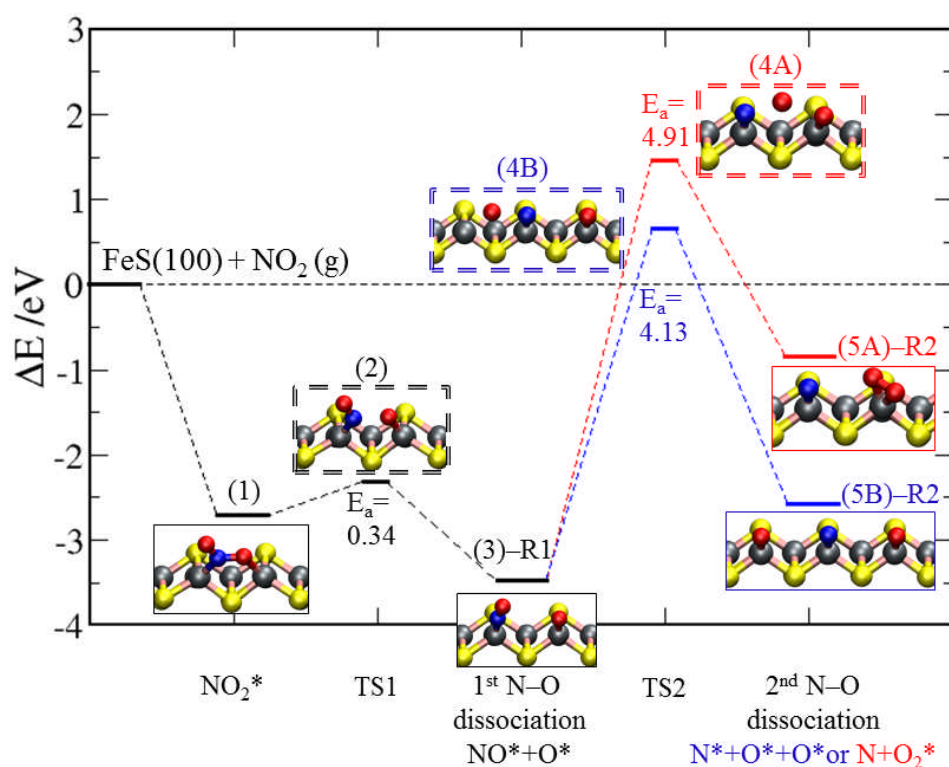 3
2
1
0
-1
-2
-3
-4
ΔE /eV
FeS(100) + NO₂ (g)
(1)
(2)
Eₐ=
0.34
(3)–R1
(4B)
Eₐ=
4.13
(4A)
Eₐ=
4.91
(5A)–R2
(5B)–R2
NO₂*
TS1
1ˢᵗ N–O
dissociation
NO*+O*
TS2
2ⁿᵈ N–O
dissociation
N*+O*+O*or N+O₂*